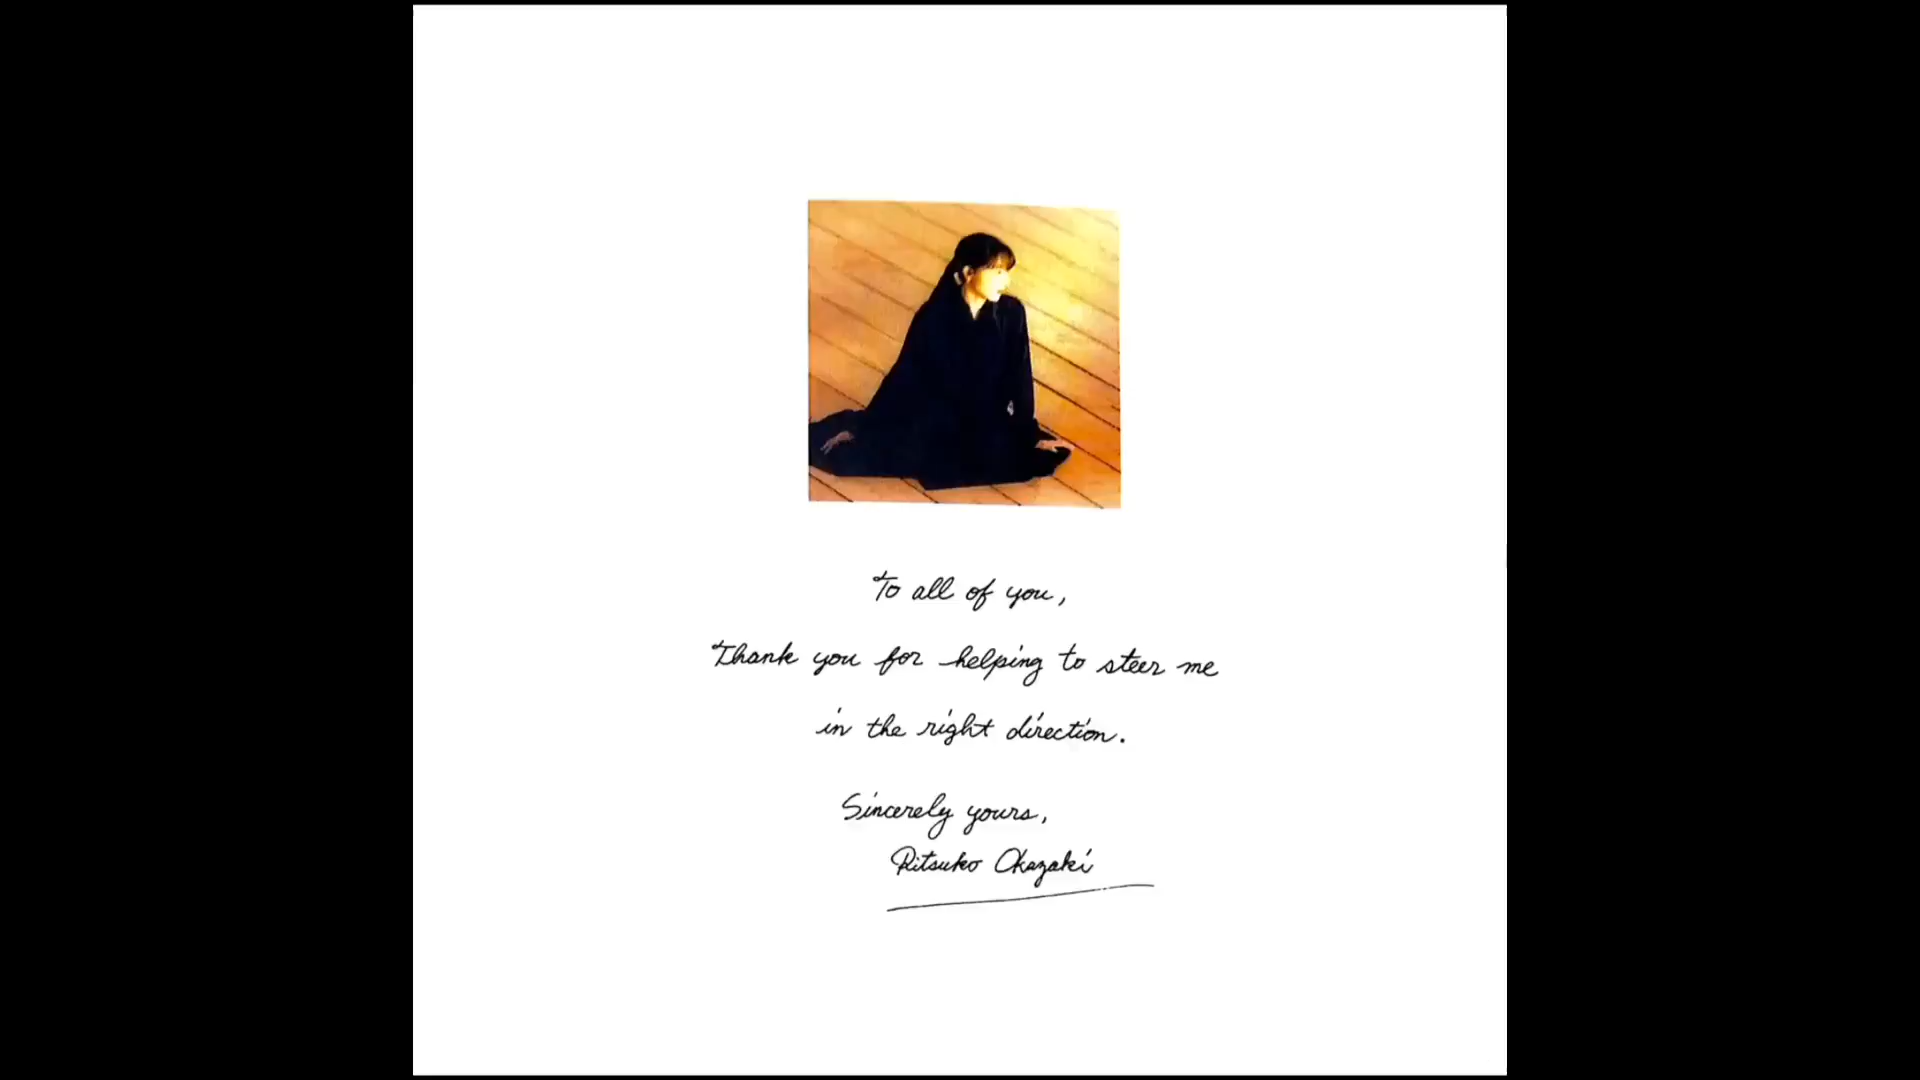 To all of you,
Thank you for helping to steer me
in the right direction.
Sincerely yours,
Ritsuko Okazaki